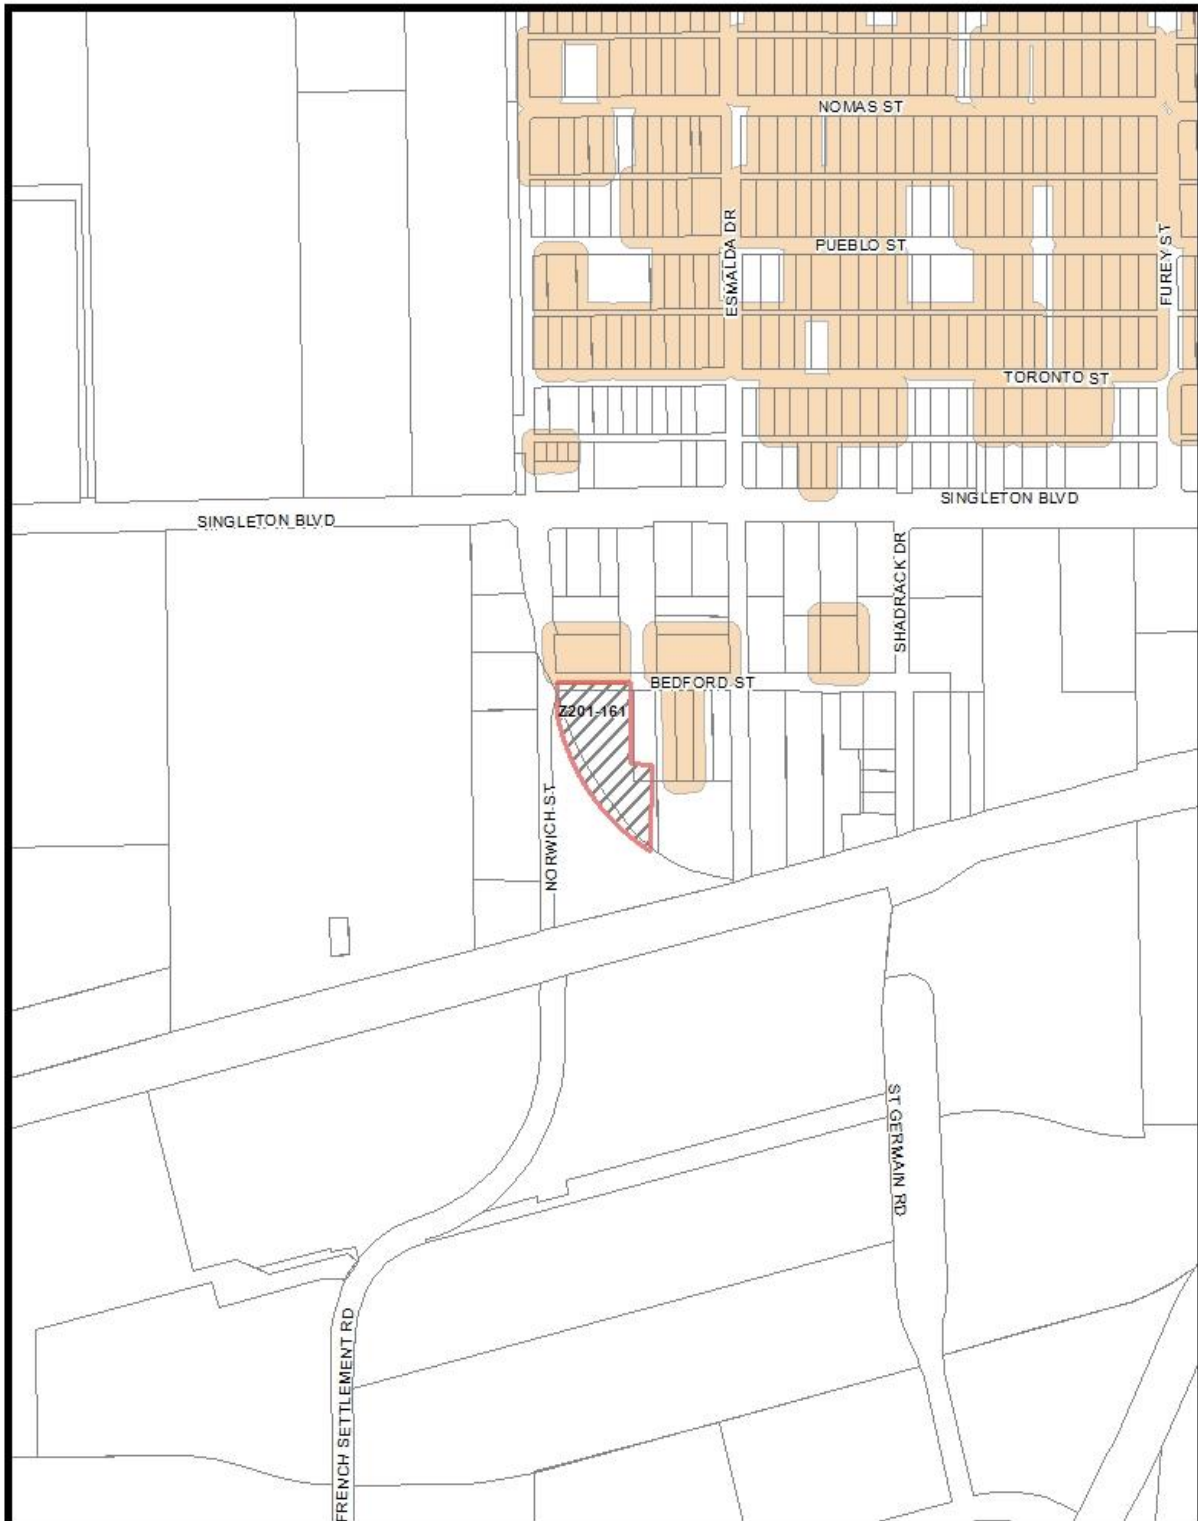 NOMAS ST
ESMALDA DR
PUEBLO ST
FUREY ST
TORONTO ST
SINGLETON BLVD
SINGLETON BLVD
SHADRACK DR
BEDFORD ST
Z201-161
NORWICH ST
ST GERMAIN RD
FRENCH SETTLEMENT RD